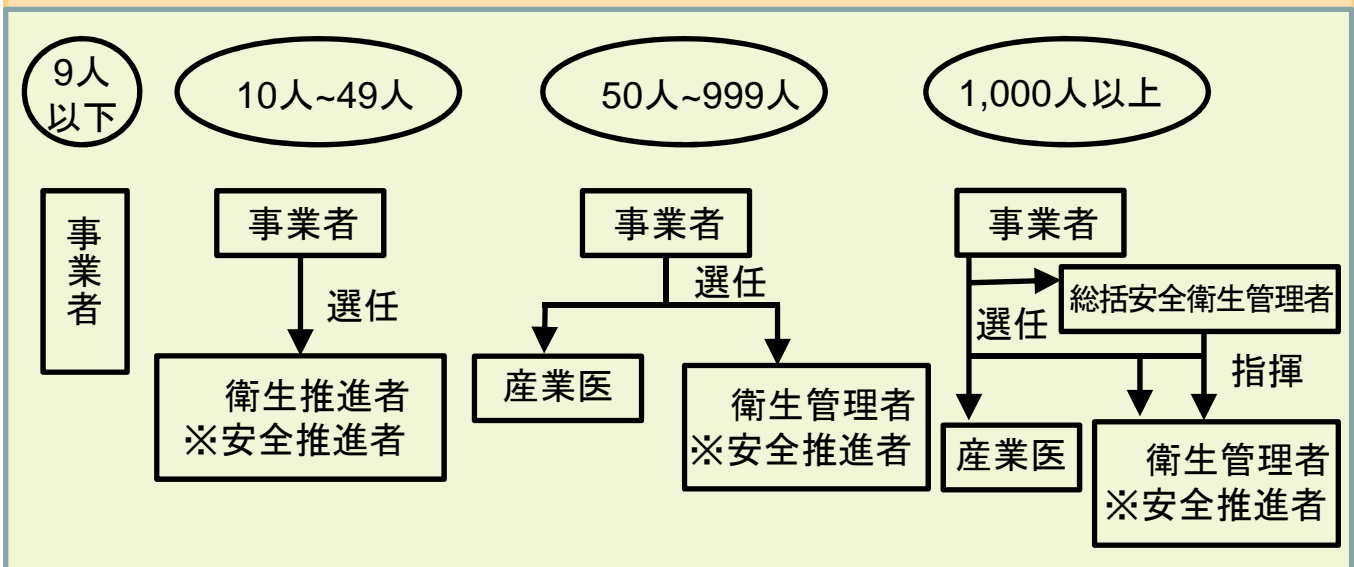 9人
以下
10人~49人
50人~999人
1,000人以上
事業者
事業者
選任
衛生推進者
※安全推進者
事業者
選任
産業医
衛生管理者
※安全推進者
事業者
総括安全衛生管理者
選任
指揮
産業医
衛生管理者
※安全推進者